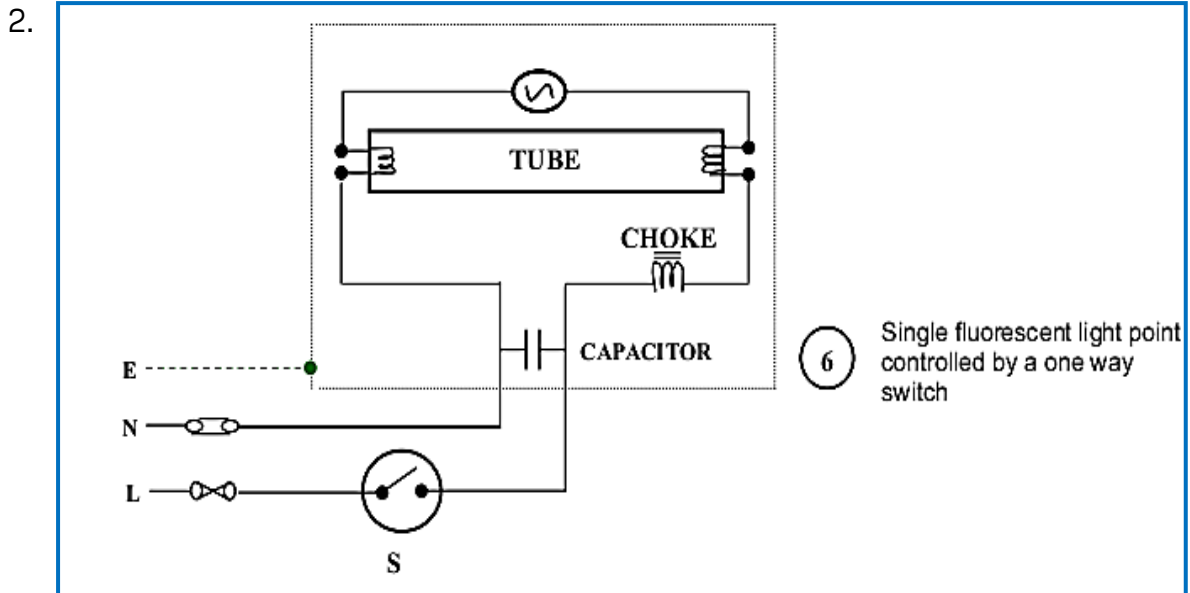 2.
TUBE
CHOKE
CAPACITOR
E
N
L
S
6
Single fluorescent light point
controlled by a one way
switch